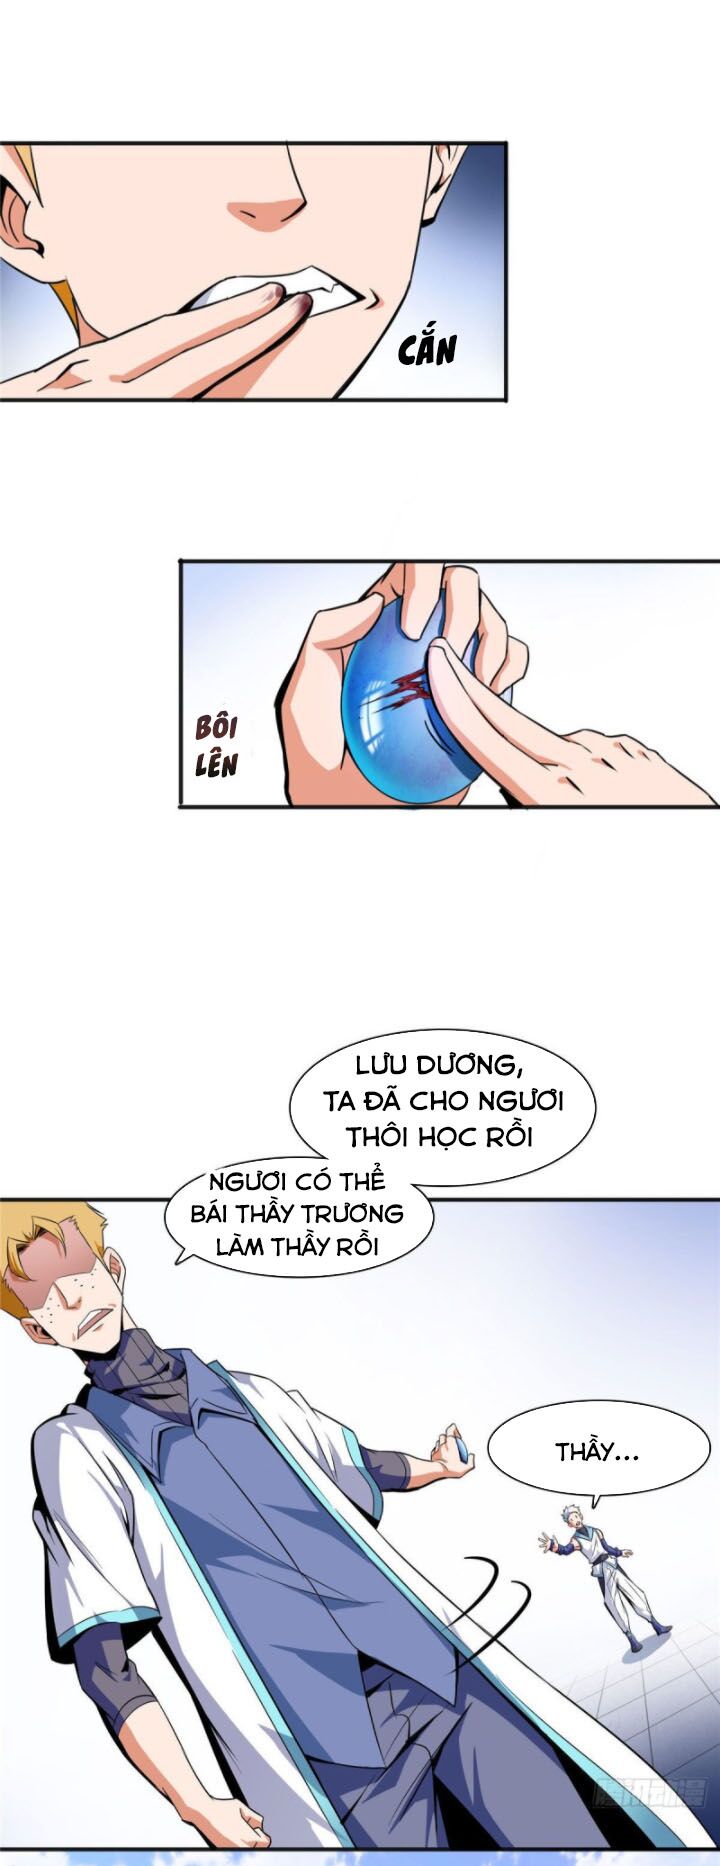 CẮN
BÔI
LÊN
LƯU DƯƠNG,
TA ĐÃ CHO NGƯƠI
THÔI HỌC RỒI
NGƯƠI CÓ THỂ
BÁI THẦY TRƯƠNG
LÀM THẦY RỒI
THẦY...